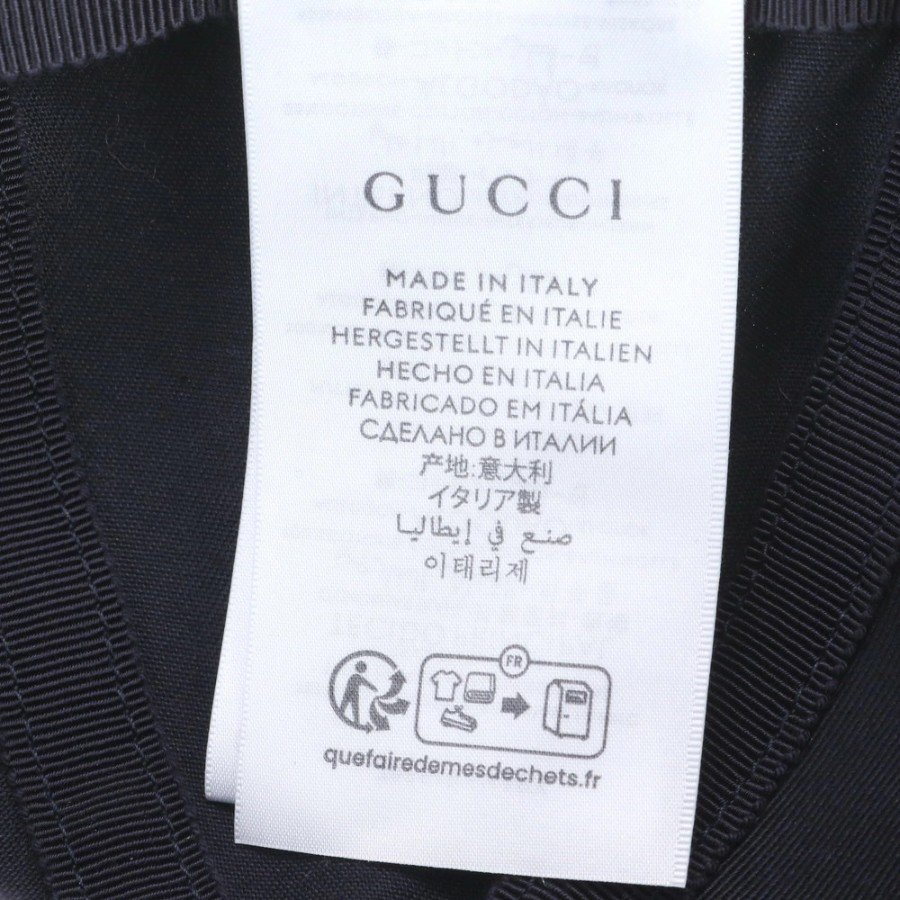 GUCCI
MADE IN ITALY
FABRIQUÉ EN ITALIE
HERGESTELLT IN ITALIEN
HECHO EN ITALIA
FABRICADO EM ITÁLIA
СДЕЛАНО В ИТАЛИИ
产地:意大利
イタリア製
صنع في إيطاليا
이태리제
FR
quefairedemesdechets.fr